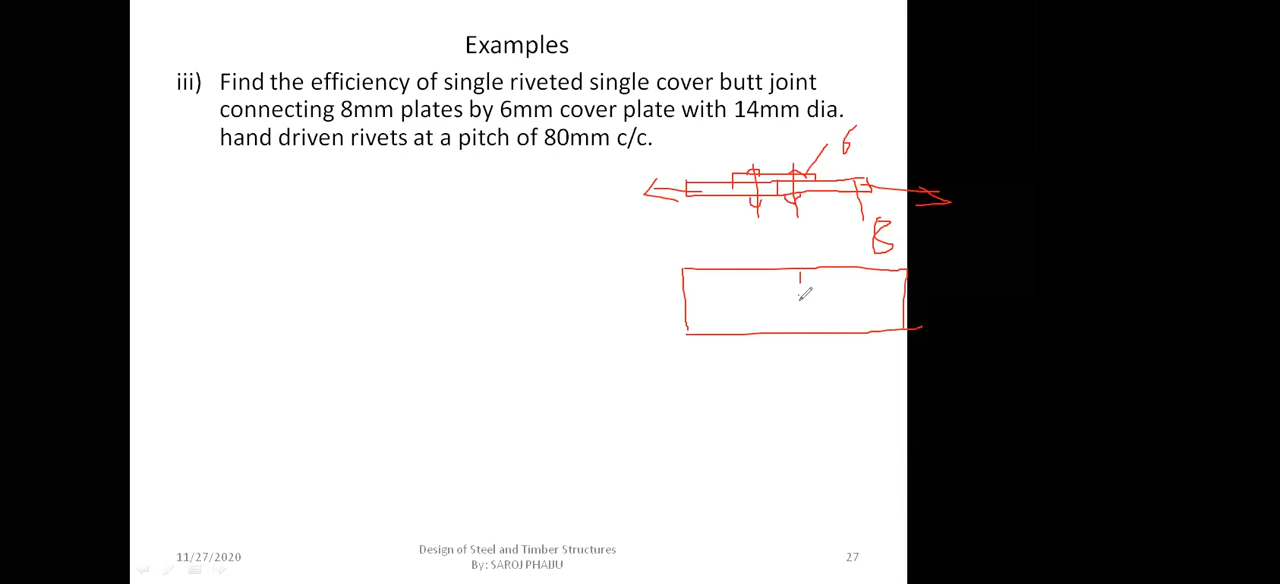 Examples
iii) Find the efficiency of single riveted single cover butt joint
connecting 8mm plates by 6mm cover plate with 14mm dia.
hand driven rivets at a pitch of 80mm c/c.
6
8
11/27/2020
Design of Steel and Timber Structures
By: SAROJ PHAIJU
27